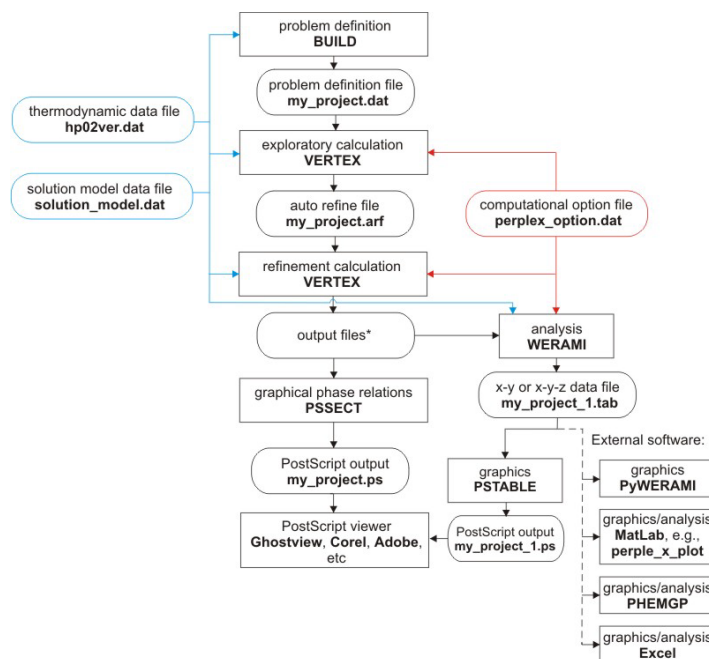 problem definition
BUILD
problem definition file
my_project.dat
thermodynamic data file
hp02ver.dat
exploratory calculation
VERTEX
solution model data file
solution_model.dat
auto refine file
my_project.arf
computational option file
perplex_option.dat
refinement calculation
VERTEX
output files*
analysis
WERAMI
graphical phase relations
PSSECT
x-y or x-y-z data file
my_project_1.tab
External software:
PostScript output
my_project.ps
graphics
PSTABLE
graphics
PyWERAMI
PostScript viewer
Ghostview, Corel, Adobe,
etc
PostScript output
my_project_1.ps
graphics/analysis
MatLab, e.g.,
perple_x_plot
graphics/analysis
PHEMGP
graphics/analysis
Excel